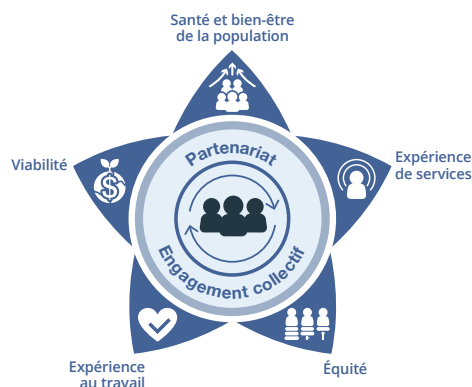 Santé et bien-être
de la population
Viabilité
Expérience
de services
Partenariat
Engagement collectif
Expérience
au travail
Équité
$